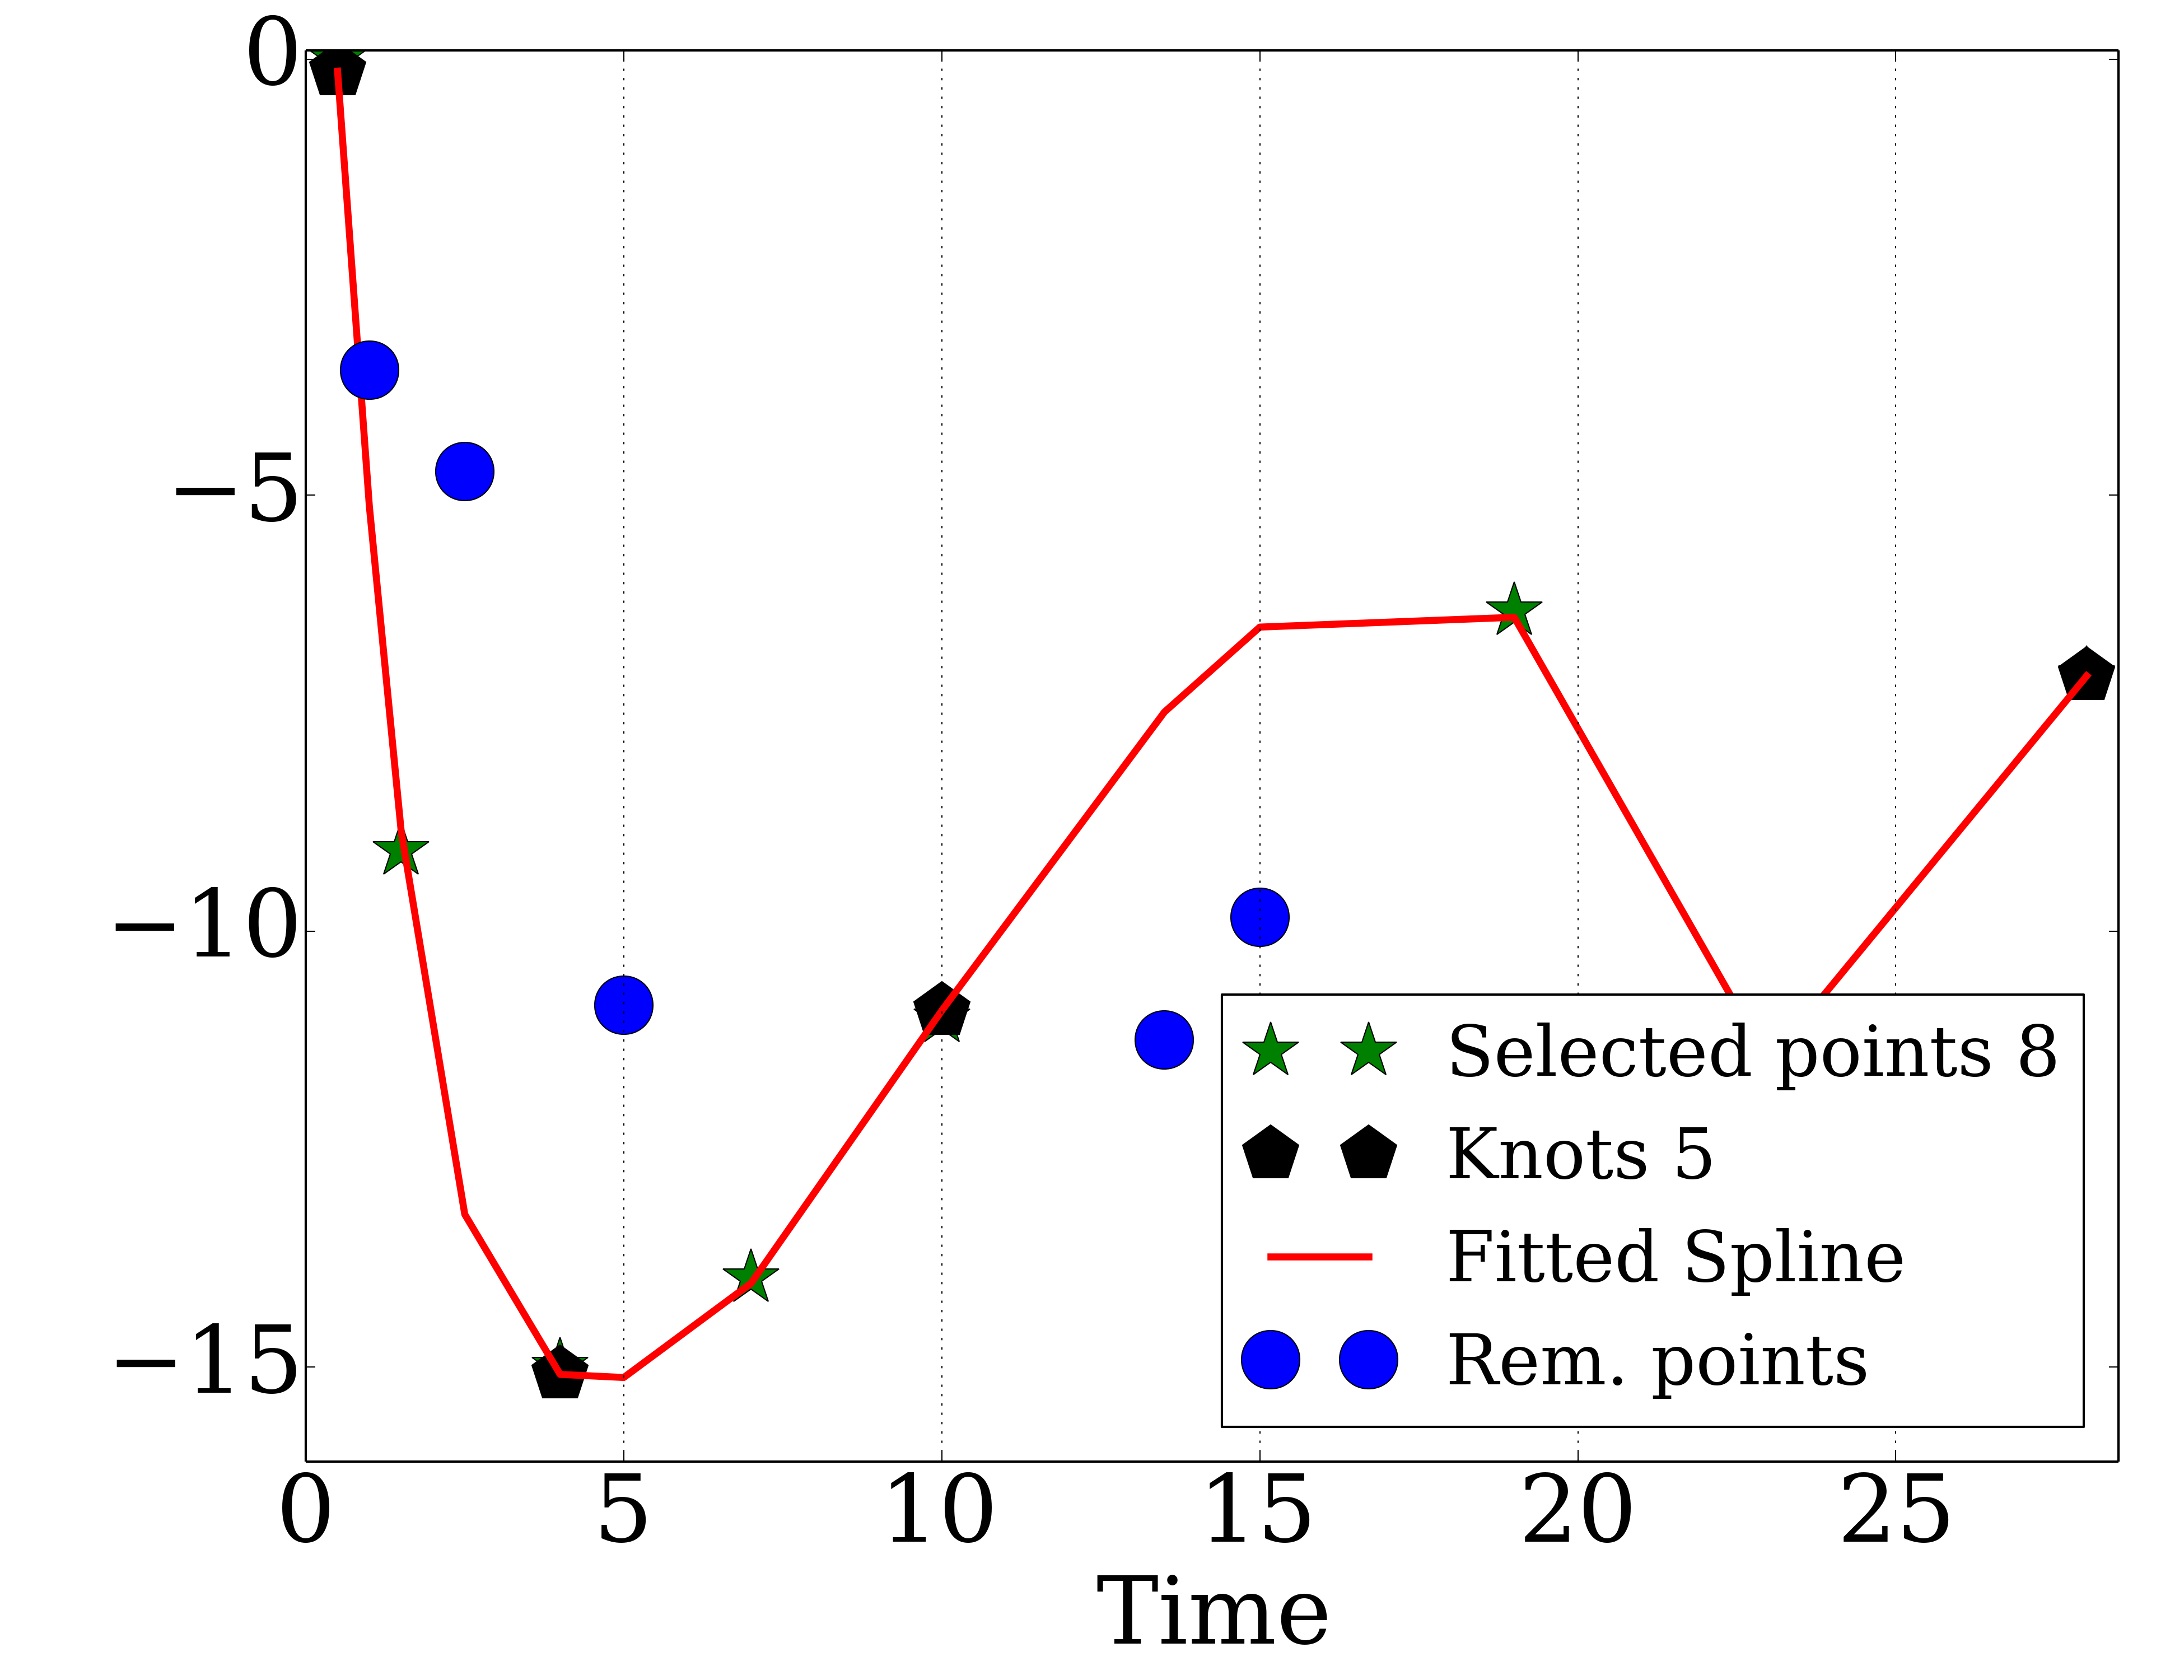 0
−5
−10
−15
Selected points 8
Knots 5
Fitted Spline
Rem. points
0 5 10 15 20 25
Time